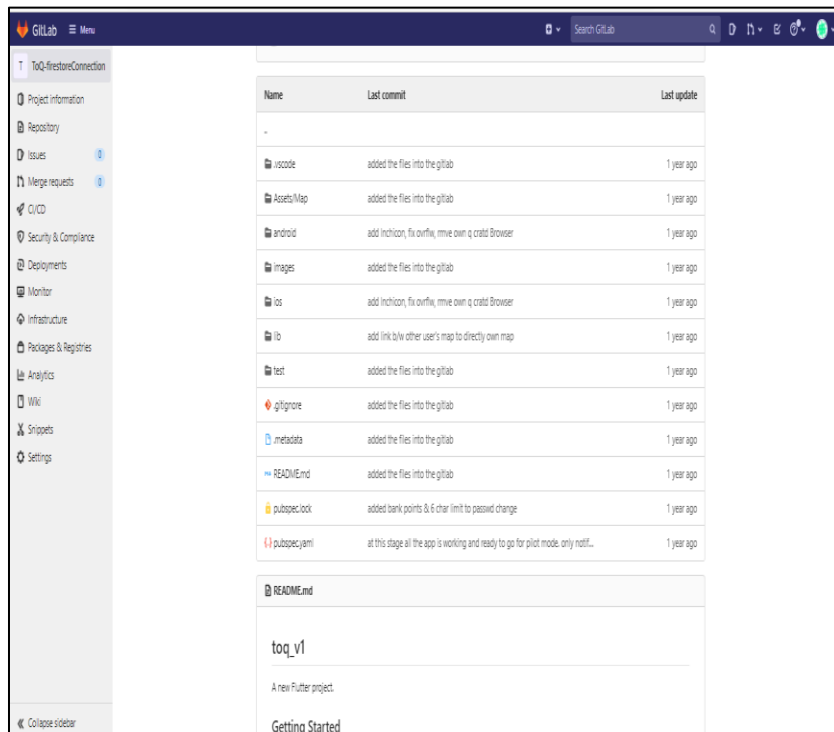 GitLab Menu Search GitLab
T ToQ-firestoreConnection
Project information
Repository
Issues 0
Merge requests 0
CI/CD
Security & Compliance
Deployments
Monitor
Infrastructure
Packages & Registries
Analytics
Wiki
Snippets
Settings
Collapse sidebar
Name Last commit Last update
..
.vscode added the files into the gitlab 1 year ago
Assets/Map added the files into the gitlab 1 year ago
android add lnchicon, fix ovrflw, rmve own q cratd Browser 1 year ago
images added the files into the gitlab 1 year ago
ios add lnchicon, fix ovrflw, rmve own q cratd Browser 1 year ago
lib add link b/w other user's map to directly own map 1 year ago
test added the files into the gitlab 1 year ago
.gitignore added the files into the gitlab 1 year ago
.metadata added the files into the gitlab 1 year ago
README.md added the files into the gitlab 1 year ago
pubspec.lock added bank points & 6 char limit to passwd change 1 year ago
pubspec.yaml at this stage all the app is working and ready to go for pilot mode. only notif... 1 year ago
README.md
toq_v1
A new Flutter project.
Getting Started